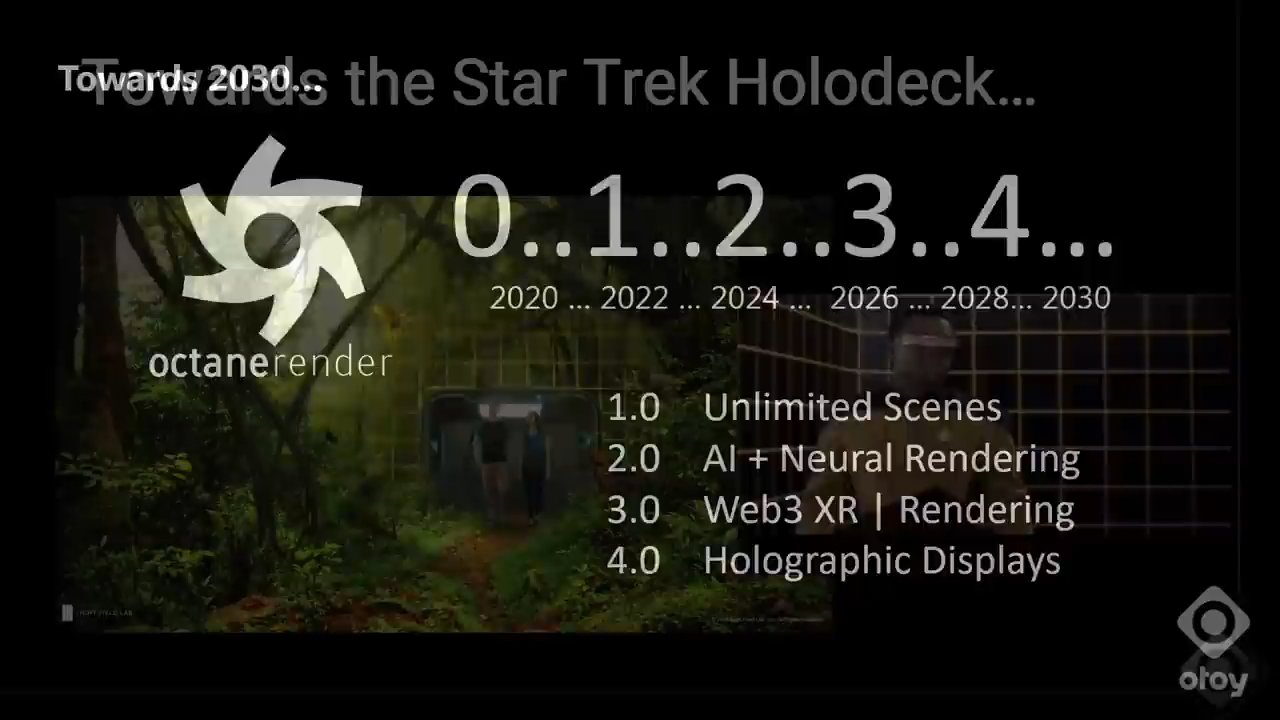 Towards 2030...
Towards the Star Trek Holodeck...
0..1..2..3..4...
2020 ... 2022 ... 2024 ... 2026 ... 2028... 2030
octanerender
1.0 Unlimited Scenes
2.0 AI + Neural Rendering
3.0 Web3 XR | Rendering
4.0 Holographic Displays
otoy